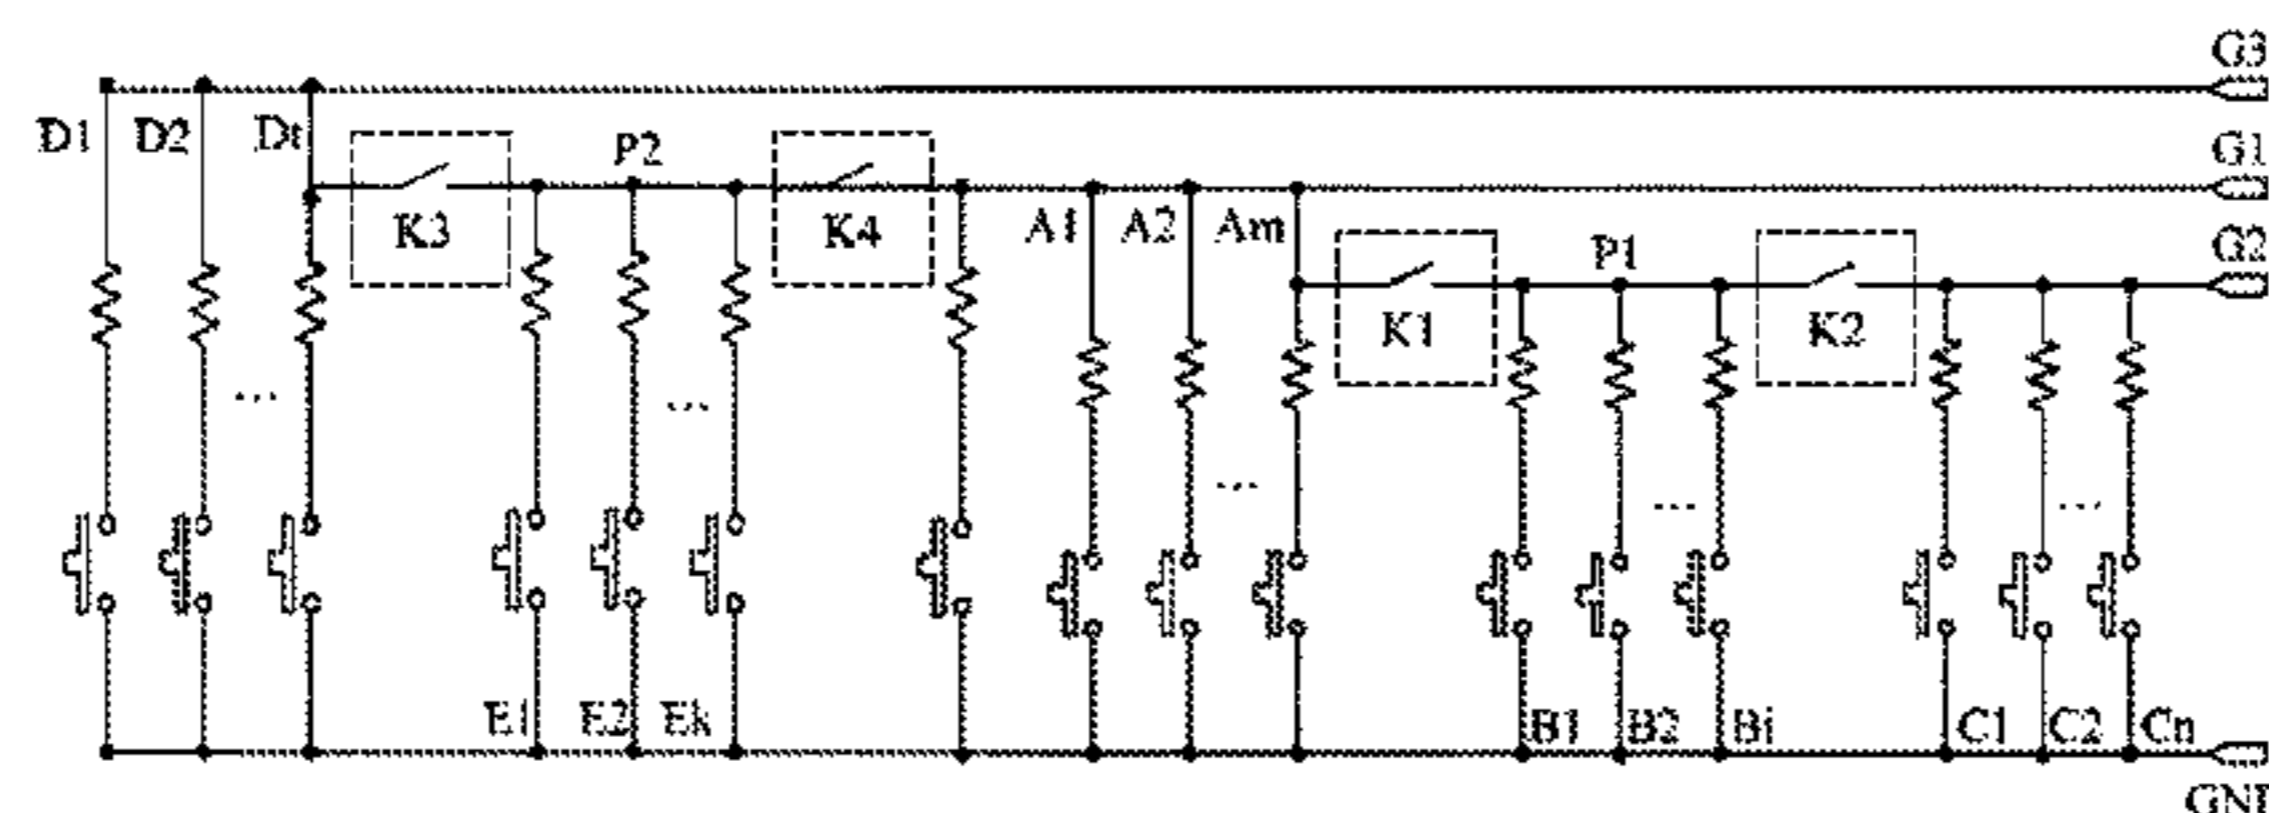 G3
D1 D2 Dt P2 G1
K3 K4 A1 A2 Am P1 G2
K1 K2
... ...
... ... ...
E1 E2 Ek B1 B2 Bi C1 C2 Cn
GND